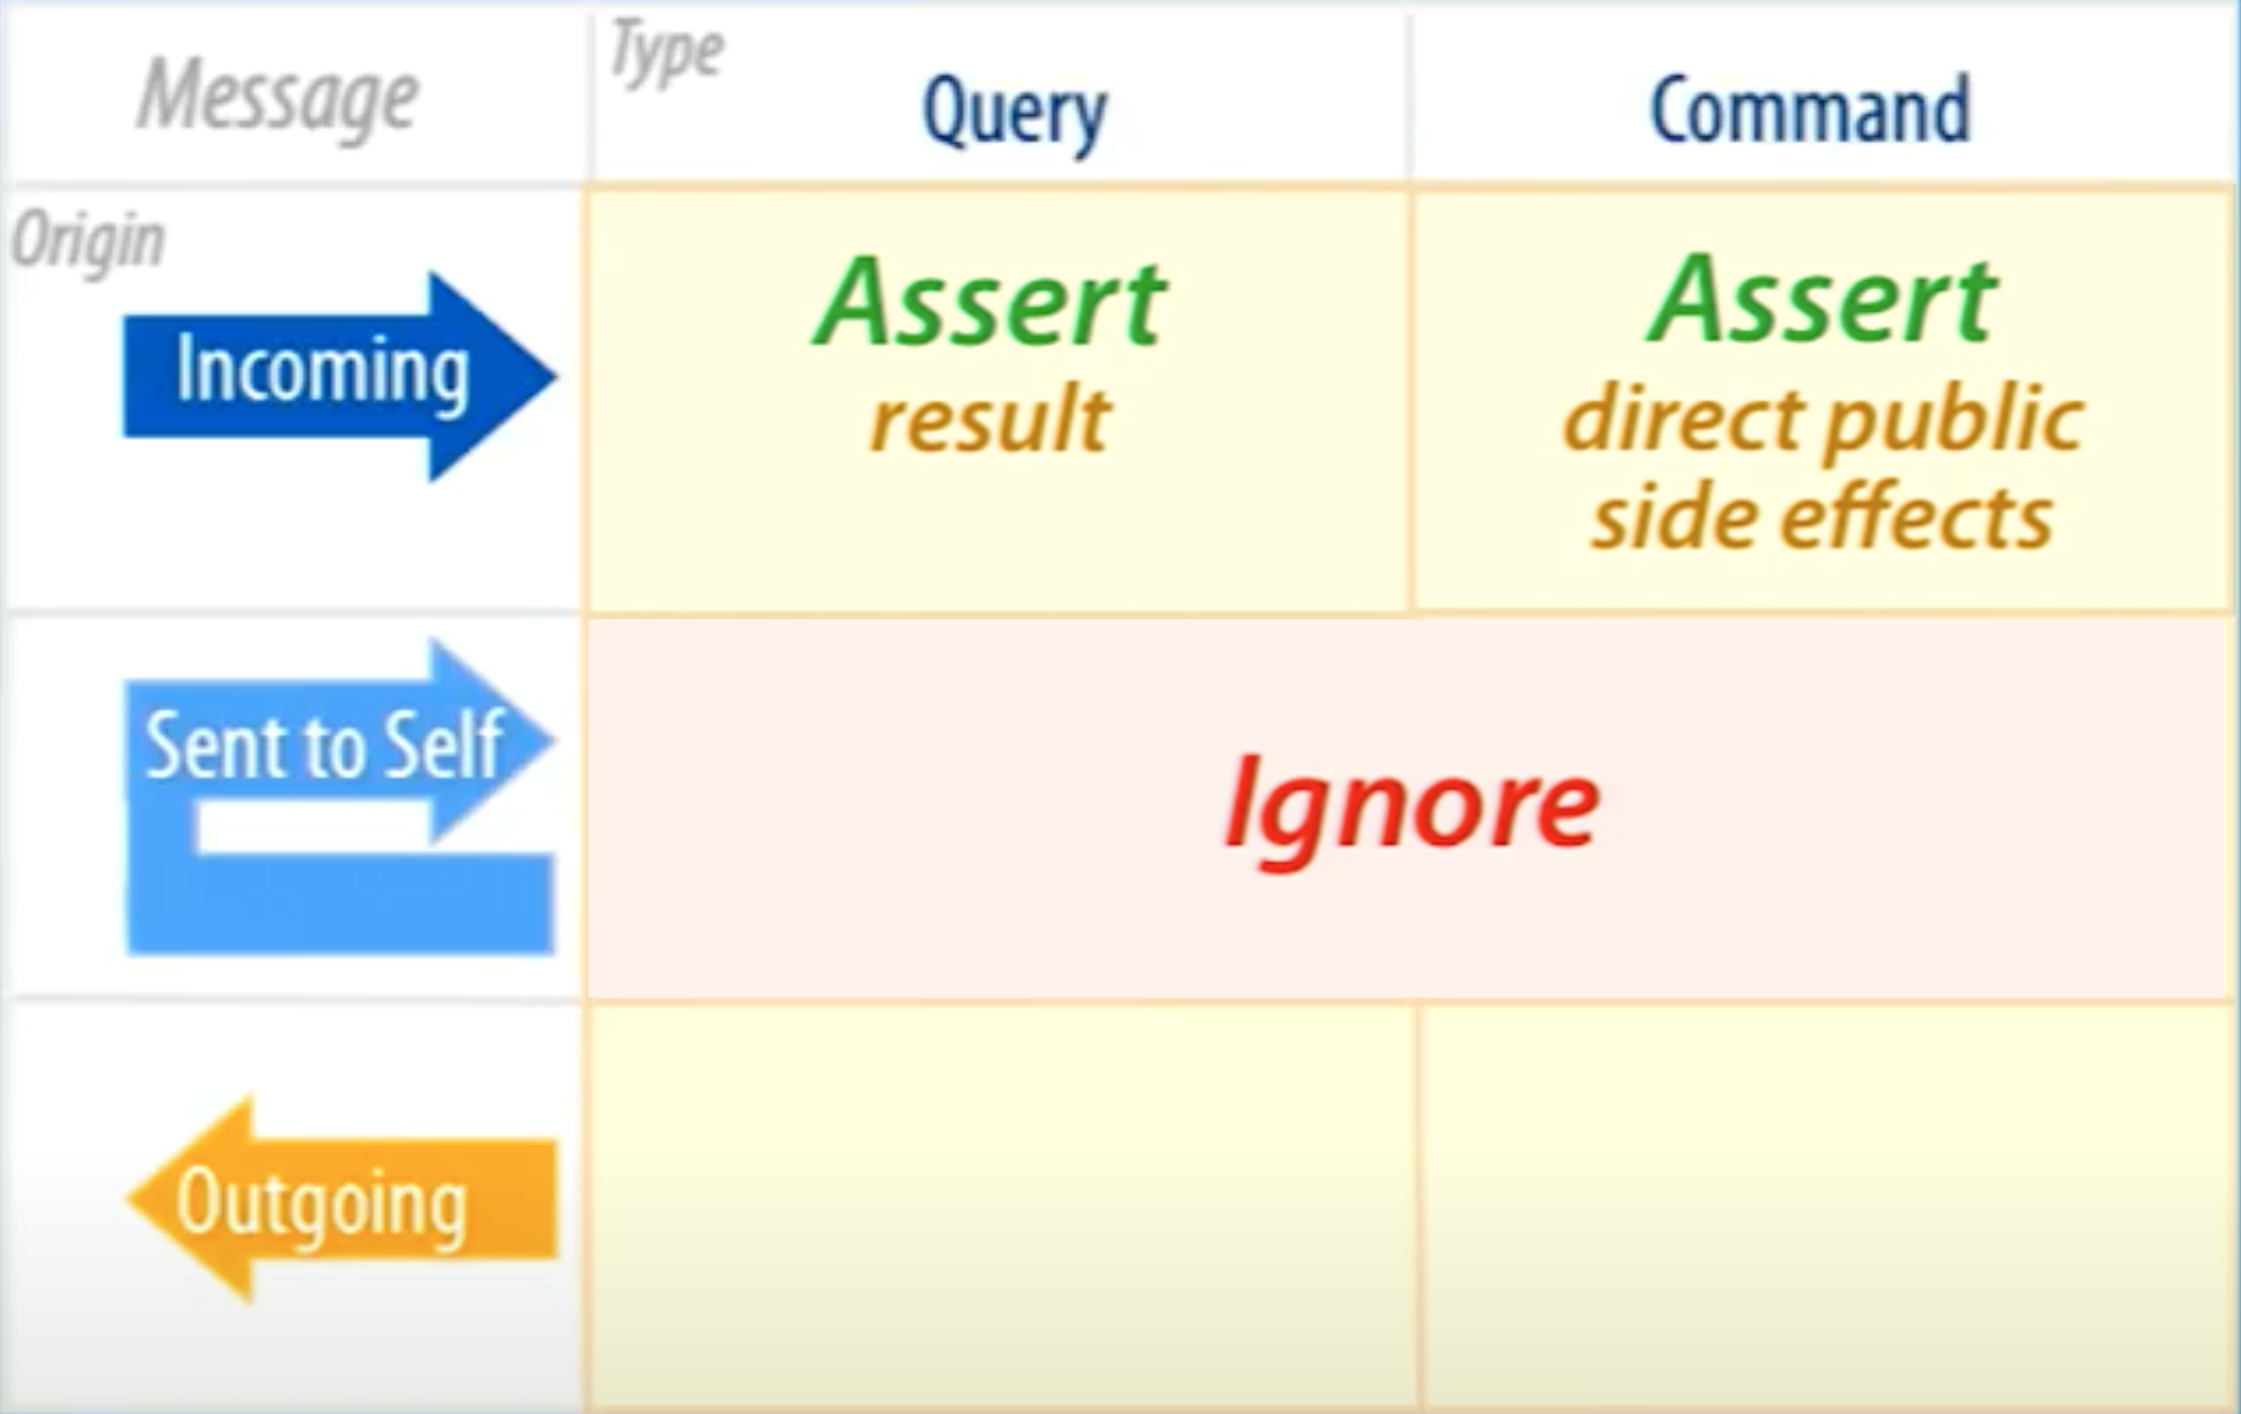 Message
Type
Query
Command
Origin
Incoming
Assert
result
Assert
direct public
side effects
Sent to Self
Ignore
Outgoing